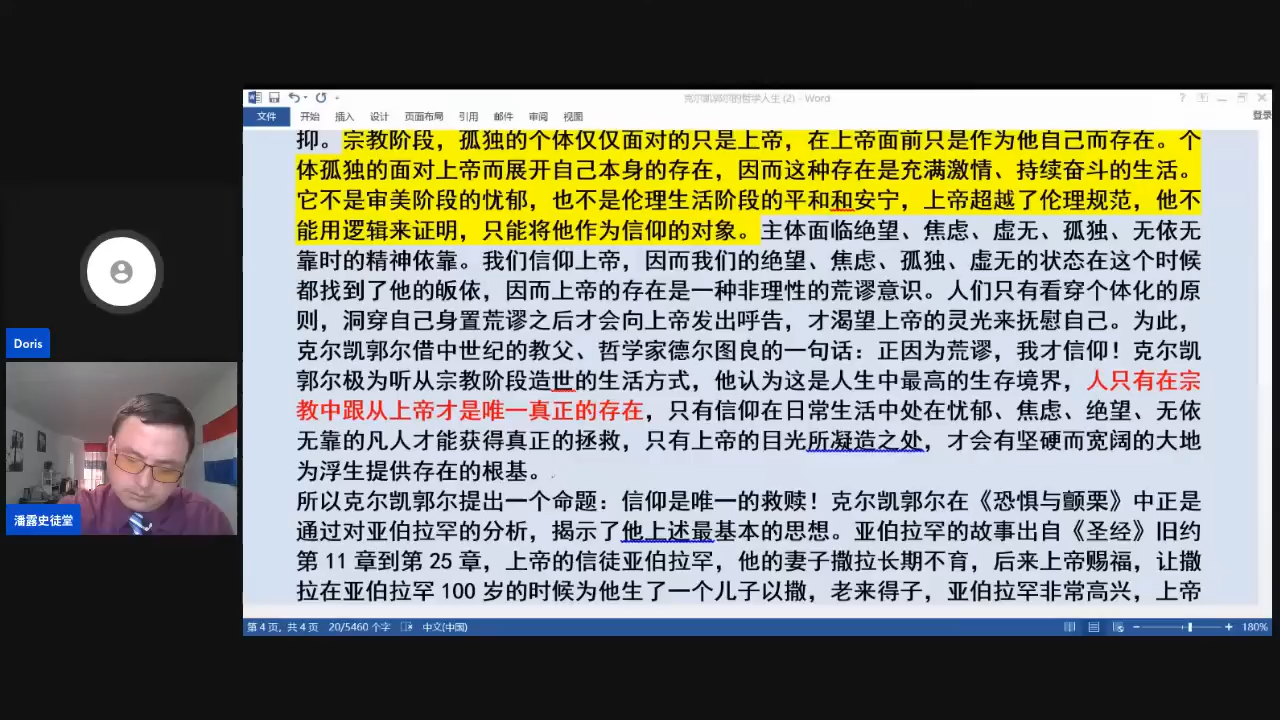 克尔凯郭尔的哲学人生 (2) - Word
登录
文件 开始 插入 设计 页面布局 引用 邮件 审阅 视图
抑。宗教阶段，孤独的个体仅仅面对的只是上帝，在上帝面前只是作为他自己而存在。个
体孤独的面对上帝而展开自己本身的存在，因而这种存在是充满激情、持续奋斗的生活。
它不是审美阶段的忧郁，也不是伦理生活阶段的平和和安宁，上帝超越了伦理规范，他不
能用逻辑来证明，只能将他作为信仰的对象。主体面临绝望、焦虑、虚无、孤独、无依无
靠时的精神依靠。我们信仰上帝，因而我们的绝望、焦虑、孤独、虚无的状态在这个时候
都找到了他的皈依，因而上帝的存在是一种非理性的荒谬意识。人们只有看穿个体化的原
则，洞穿自己身置荒谬之后才会向上帝发出呼告，才渴望上帝的灵光来抚慰自己。为此，
克尔凯郭尔借中世纪的教父、哲学家德尔图良的一句话：正因为荒谬，我才信仰！克尔凯
郭尔极为听从宗教阶段造世的生活方式，他认为这是人生中最高的生存境界，人只有在宗
教中跟从上帝才是唯一真正的存在，只有信仰在日常生活中处在忧郁、焦虑、绝望、无依
无靠的凡人才能获得真正的拯救，只有上帝的目光所凝造之处，才会有坚硬而宽阔的大地
为浮生提供存在的根基。
所以克尔凯郭尔提出一个命题：信仰是唯一的救赎！克尔凯郭尔在《恐惧与颤栗》中正是
通过对亚伯拉罕的分析，揭示了他上述最基本的思想。亚伯拉罕的故事出自《圣经》旧约
第 11 章到第 25 章，上帝的信徒亚伯拉罕，他的妻子撒拉长期不育，后来上帝赐福，让撒
拉在亚伯拉罕 100 岁的时候为他生了一个儿子以撒，老来得子，亚伯拉罕非常高兴，上帝
第 4 页，共 4 页 20/5460 个字 中文(中国) 180%
Doris
潘露史徒堂